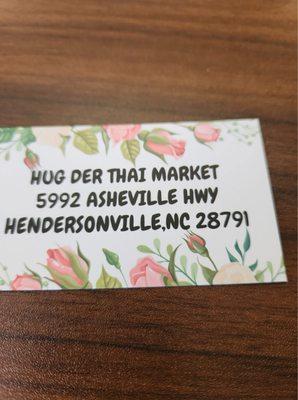 HUG DER THAI MARKET
5992 ASHEVILLE HWY
HENDERSONVILLE,NC 28791